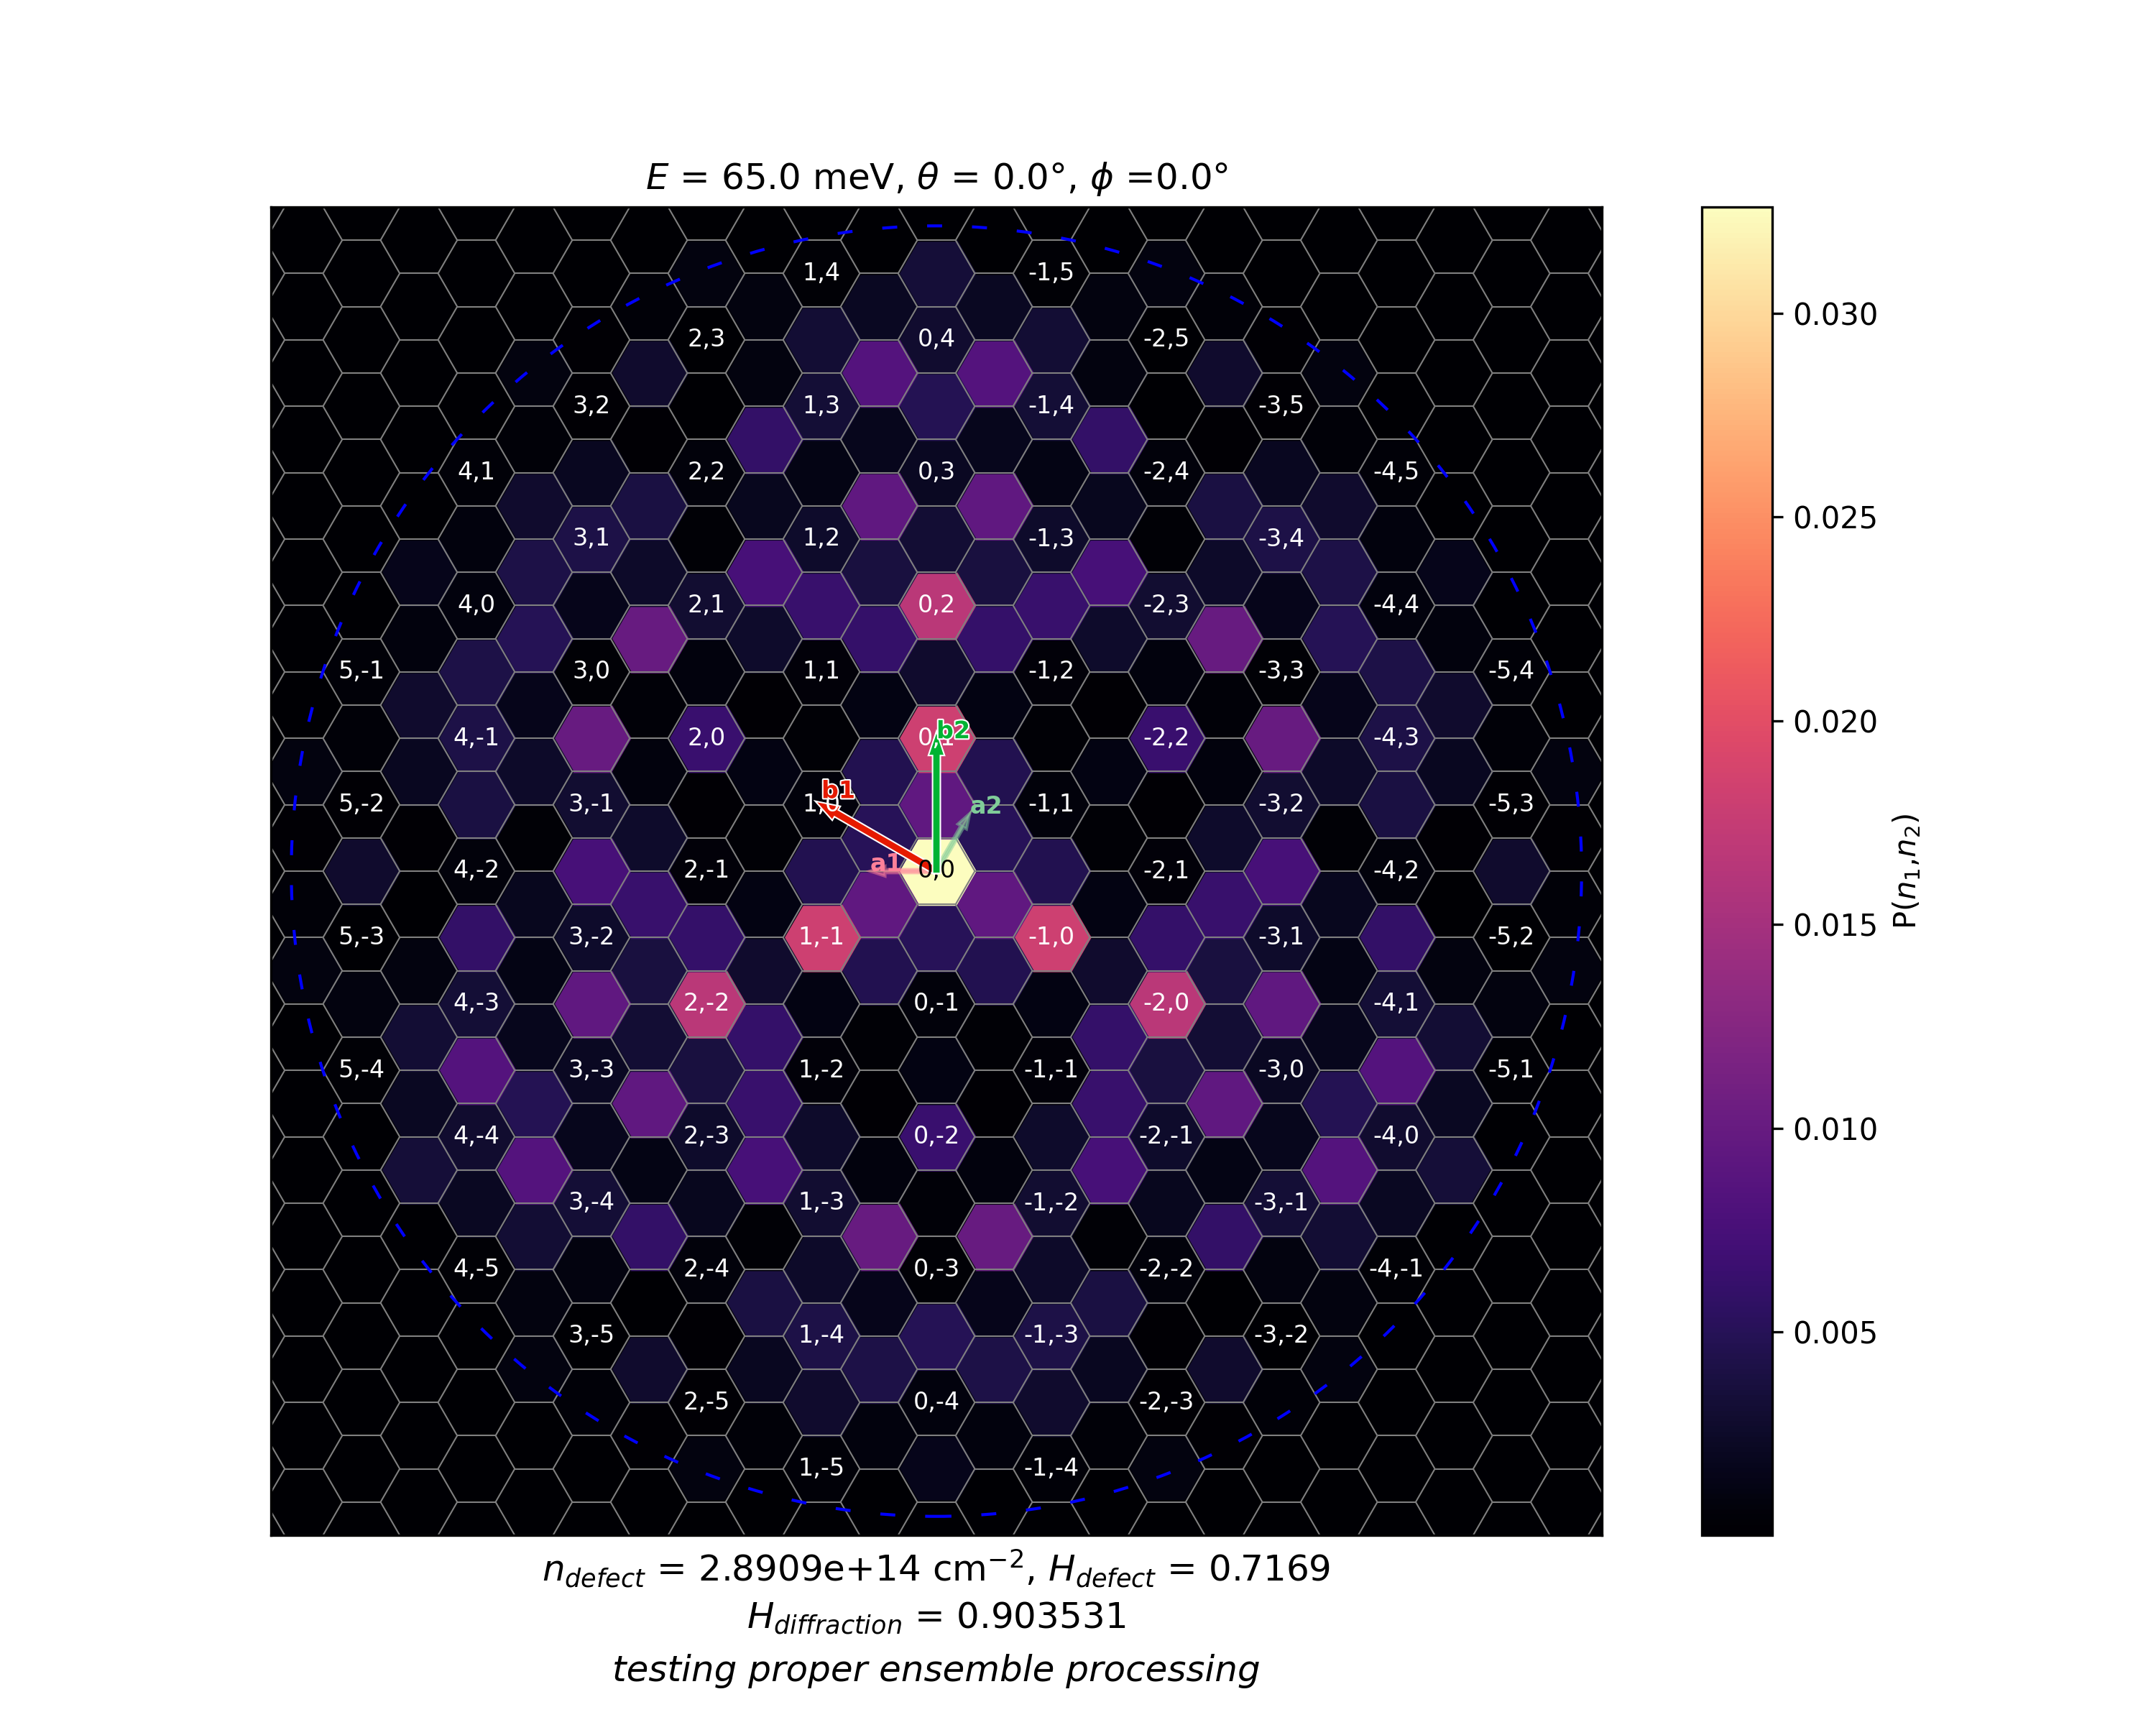 E = 65.0 meV, θ = 0.0°, ϕ =0.0°
1,4 -1,5
2,3 0,4 -2,5
3,2 1,3 -1,4 -3,5
4,1 2,2 0,3 -2,4 -4,5
3,1 1,2 -1,3 -3,4
4,0 2,1 0,2 -2,3 -4,4
5,-1 3,0 1,1 -1,2 -3,3 -5,4
4,-1 2,0 b2 -2,2 -4,3
5,-2 3,-1 b1 a2 -1,1 -3,2 -5,3
4,-2 2,-1 a1 0,0 -2,1 -4,2
5,-3 3,-2 1,-1 -1,0 -3,1 -5,2
4,-3 2,-2 0,-1 -2,0 -4,1
5,-4 3,-3 1,-2 -1,-1 -3,0 -5,1
4,-4 2,-3 0,-2 -2,-1 -4,0
3,-4 1,-3 -1,-2 -3,-1
4,-5 2,-4 0,-3 -2,-2 -4,-1
3,-5 1,-4 -1,-3 -3,-2
2,-5 0,-4 -2,-3
1,-5 -1,-4
0.030
0.025
0.020
0.015
0.010
0.005
P(n₁,n₂)
n_defect = 2.8909e+14 cm⁻², H_defect = 0.7169
H_diffraction = 0.903531
testing proper ensemble processing